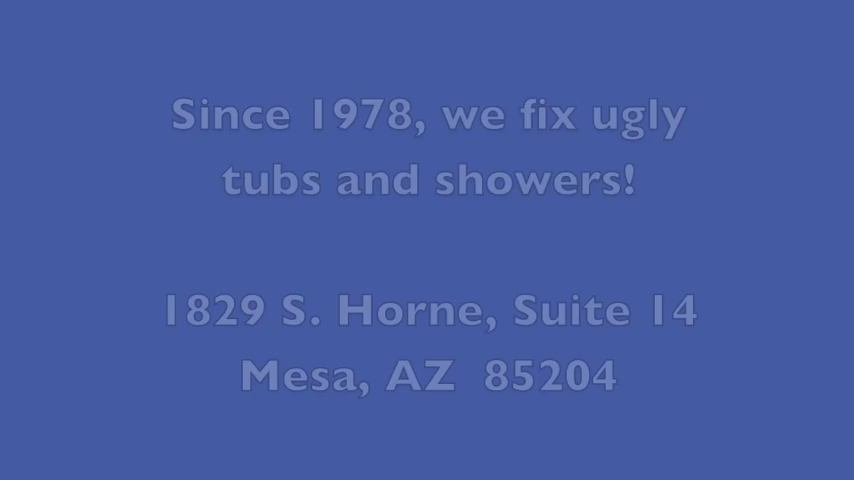 Since 1978, we fix ugly
tubs and showers!
1829 S. Horne, Suite 14
Mesa, AZ 85204